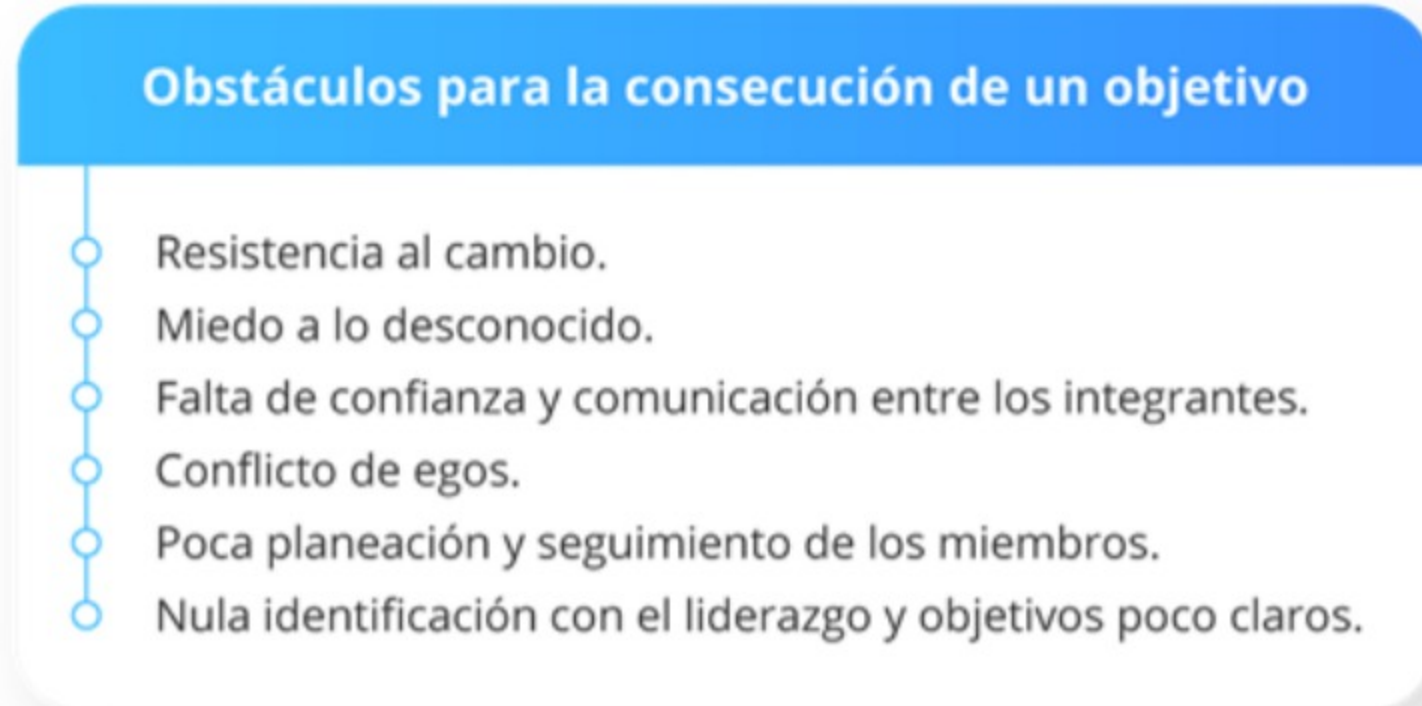 Obstáculos para la consecución de un objetivo
Resistencia al cambio.
Miedo a lo desconocido.
Falta de confianza y comunicación entre los integrantes.
Conflicto de egos.
Poca planeación y seguimiento de los miembros.
Nula identificación con el liderazgo y objetivos poco claros.